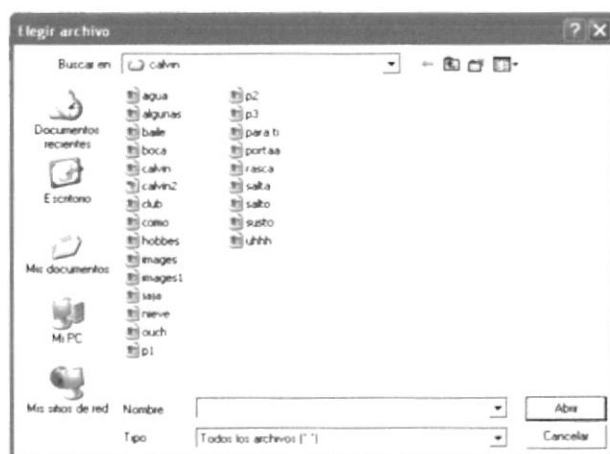 Elegir archivo
Buscar en calvin
Documentos
recientes
Escritorio
Mis documentos
Mi PC
Mis sitios de red
agua
algunas
baile
boca
calvin
calvin2
club
como
hobbes
images
images1
jaja
nieve
ouch
p1
p2
p3
para ti
portaa
rasca
salta
salto
susto
uhhh
Nombre
Abrir
Tipo Todos los archivos (*.*)
Cancelar